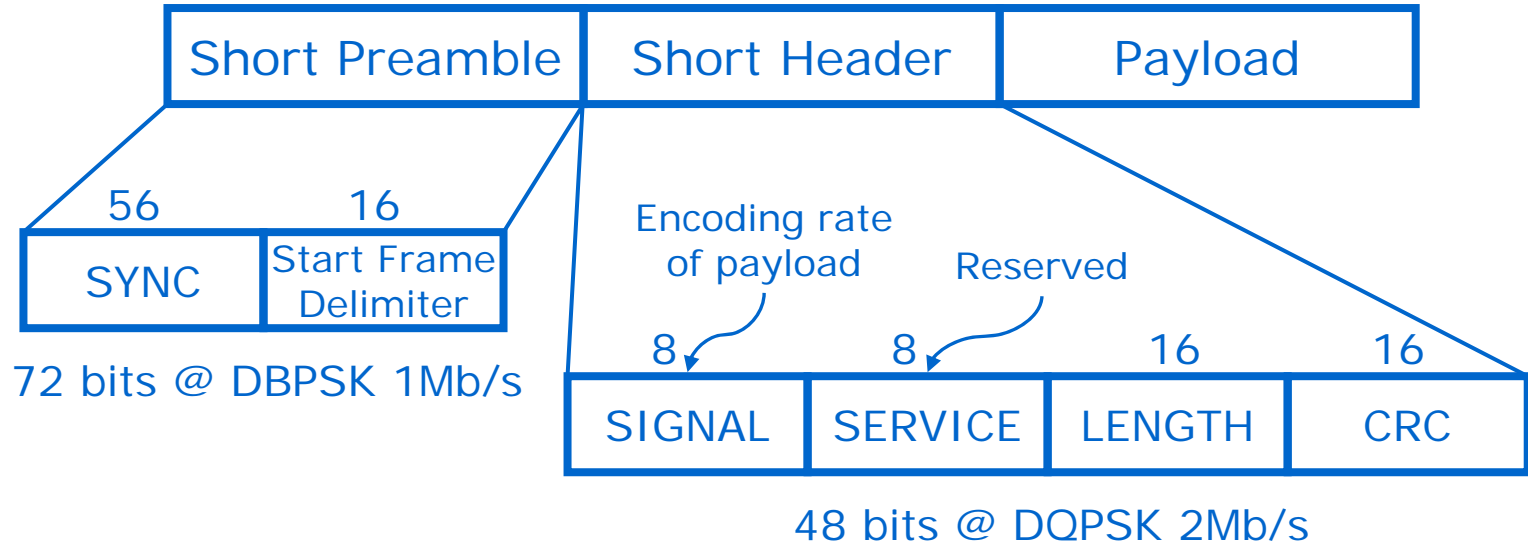 Short Preamble
Short Header
Payload
56
16
SYNC
Start Frame
Delimiter
72 bits @ DBPSK 1Mb/s
Encoding rate
of payload
Reserved
8
8
16
16
SIGNAL
SERVICE
LENGTH
CRC
48 bits @ DQPSK 2Mb/s